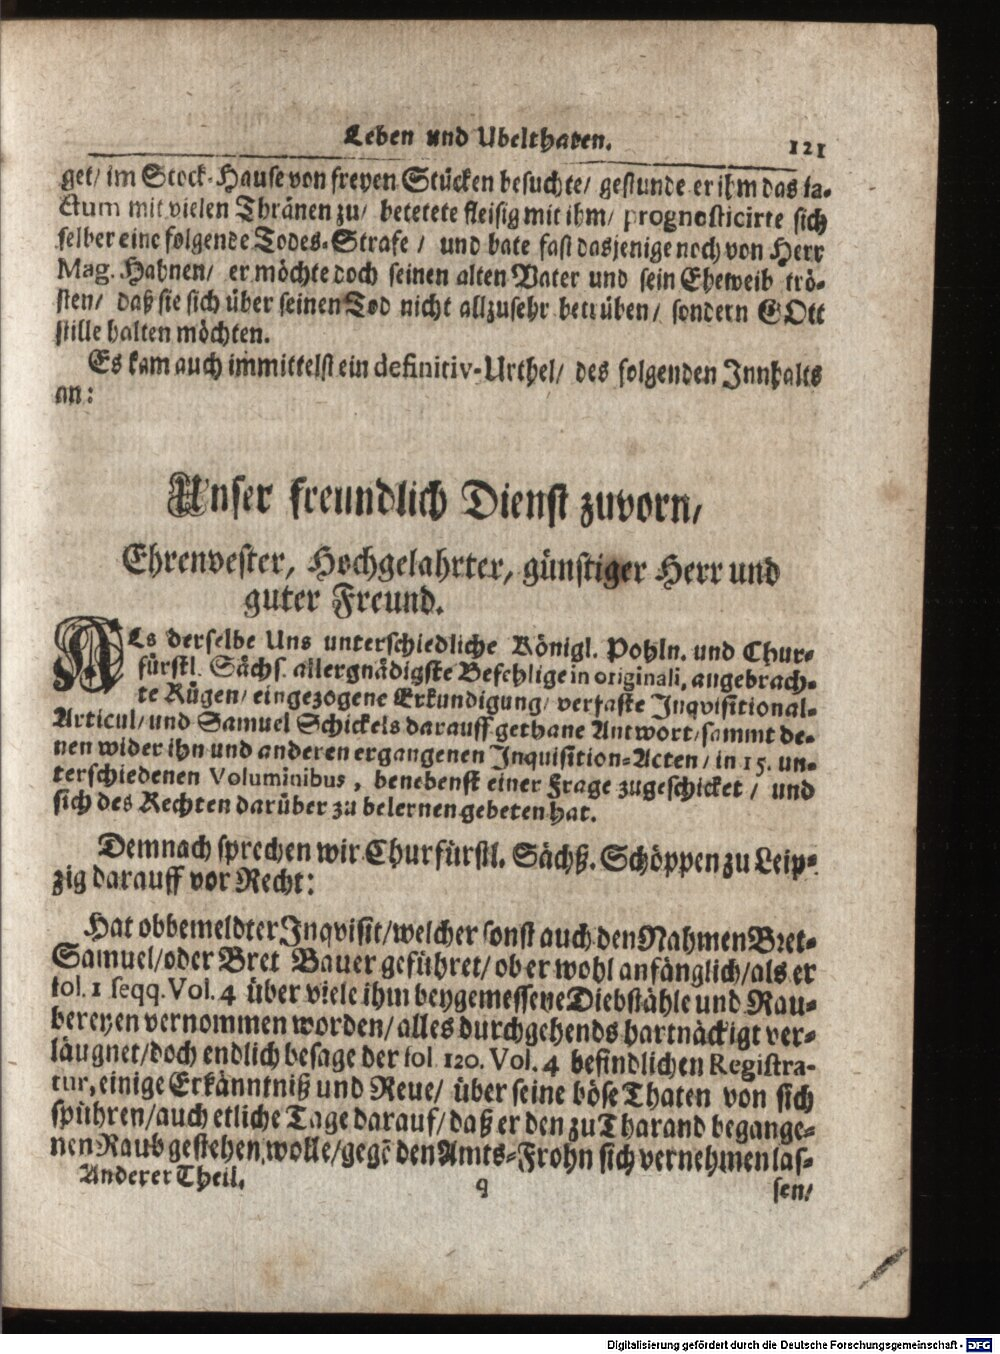 Leben und Ubelthaten. 121
get/ im Stock-Hause von freyen Stücken besuchte/ gestunde er ihm das fa-
ctum mit vielen Thränen zu/ betetete fleisig mit ihm/ prognosticirte sich
selber eine folgende Todes-Strafe / und bate fast dasjenige noch von Herr
Mag. Hahnen/ er möchte doch seinen alten Vater und sein Eheweib trö-
sten/ daß sie sich über seinen Tod nicht allzusehr betrüben/ sondern GOtt
stille halten möchten.
Es kam auch immittelst ein definitiv-Urthel/ des folgenden Innhalts
an:
Unser freundlich Dienst zuvorn/
Ehrenvester, Hochgelahrter, günstiger Herr und
guter Freund.
ALs derselbe Uns unterschiedliche Königl. Pohln. und Chur-
fürstl. Sächs. allergnädigste Befehlige in originali, angebrach-
te Rügen/ eingezogene Erkundigung/ verfaste Inqvisitional-
Articul/ und Samuel Schickels darauff gethane Antwort/ sammt de-
nen wider ihn und anderen ergangenen Inquisition-Acten/ in 15. un-
terschiedenen Voluminibus, benebenst einer Frage zugeschicket / und
sich des Rechten darüber zu belernen gebeten hat.
Demnach sprechen wir Churfürstl. Sächß. Schöppen zu Leip-
zig darauff vor Recht:
Hat obbemeldter Inqvisit/ welcher sonst auch den Nahmen Bret-
Samuel/ oder Bret Bauer geführet/ ob er wohl anfänglich/ als er
fol. 1 seqq. Vol. 4 über viele ihm beygemessene Diebstähle und Rau-
bereyen vernommen worden/ alles durchgehends hartnäckigt ver-
läugnet/ doch endlich besage der fol. 120. Vol. 4 befindlichen Registra-
tur, einige Erkänntniß und Reue/ über seine böse Thaten von sich
spühren/ auch etliche Tage darauf/ daß er den zu Tharand begange-
nen Raub gestehen wolle/ gegē den Amts-Frohn sich vernehmen las-
Anderer Theil. q sen/
Digitalisierung gefördert durch die Deutsche Forschungsgemeinschaft - DFG